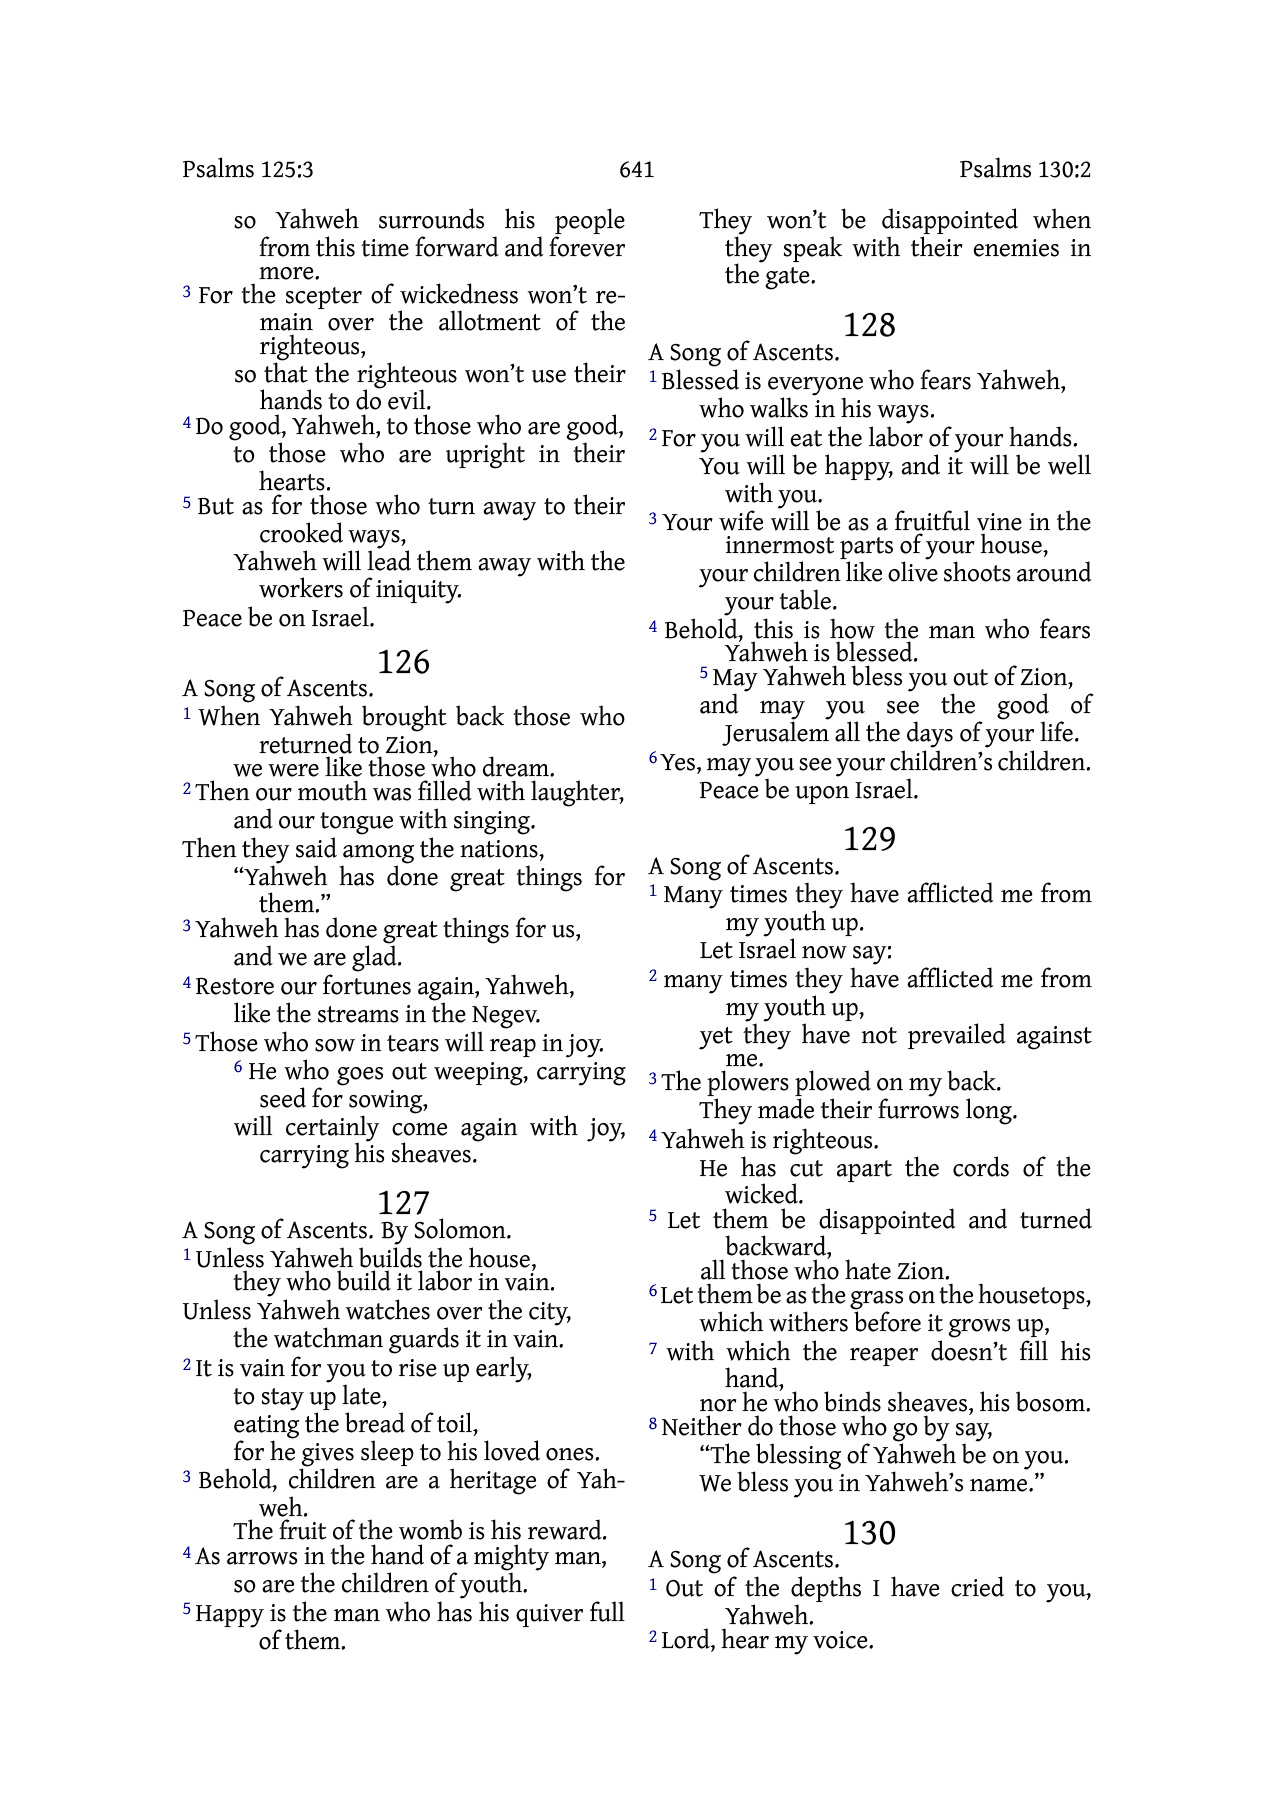 Psalms 125:3 641 Psalms 130:2
so Yahweh surrounds his people
from this time forward and forever
more.
3 For the scepter of wickedness won’t re-
main over the allotment of the
righteous,
so that the righteous won’t use their
hands to do evil.
4 Do good, Yahweh, to those who are good,
to those who are upright in their
hearts.
5 But as for those who turn away to their
crooked ways,
Yahweh will lead them away with the
workers of iniquity.
Peace be on Israel.
126
A Song of Ascents.
1 When Yahweh brought back those who
returned to Zion,
we were like those who dream.
2 Then our mouth was filled with laughter,
and our tongue with singing.
Then they said among the nations,
“Yahweh has done great things for
them.”
3 Yahweh has done great things for us,
and we are glad.
4 Restore our fortunes again, Yahweh,
like the streams in the Negev.
5 Those who sow in tears will reap in joy.
6 He who goes out weeping, carrying
seed for sowing,
will certainly come again with joy,
carrying his sheaves.
127
A Song of Ascents. By Solomon.
1 Unless Yahweh builds the house,
they who build it labor in vain.
Unless Yahweh watches over the city,
the watchman guards it in vain.
2 It is vain for you to rise up early,
to stay up late,
eating the bread of toil,
for he gives sleep to his loved ones.
3 Behold, children are a heritage of Yah-
weh.
The fruit of the womb is his reward.
4 As arrows in the hand of a mighty man,
so are the children of youth.
5 Happy is the man who has his quiver full
of them.
They won’t be disappointed when
they speak with their enemies in
the gate.
128
A Song of Ascents.
1 Blessed is everyone who fears Yahweh,
who walks in his ways.
2 For you will eat the labor of your hands.
You will be happy, and it will be well
with you.
3 Your wife will be as a fruitful vine in the
innermost parts of your house,
your children like olive shoots around
your table.
4 Behold, this is how the man who fears
Yahweh is blessed.
5 May Yahweh bless you out of Zion,
and may you see the good of
Jerusalem all the days of your life.
6 Yes, may you see your children’s children.
Peace be upon Israel.
129
A Song of Ascents.
1 Many times they have afflicted me from
my youth up.
Let Israel now say:
2 many times they have afflicted me from
my youth up,
yet they have not prevailed against
me.
3 The plowers plowed on my back.
They made their furrows long.
4 Yahweh is righteous.
He has cut apart the cords of the
wicked.
5 Let them be disappointed and turned
backward,
all those who hate Zion.
6 Let them be as the grass on the housetops,
which withers before it grows up,
7 with which the reaper doesn’t fill his
hand,
nor he who binds sheaves, his bosom.
8 Neither do those who go by say,
“The blessing of Yahweh be on you.
We bless you in Yahweh’s name.”
130
A Song of Ascents.
1 Out of the depths I have cried to you,
Yahweh.
2 Lord, hear my voice.